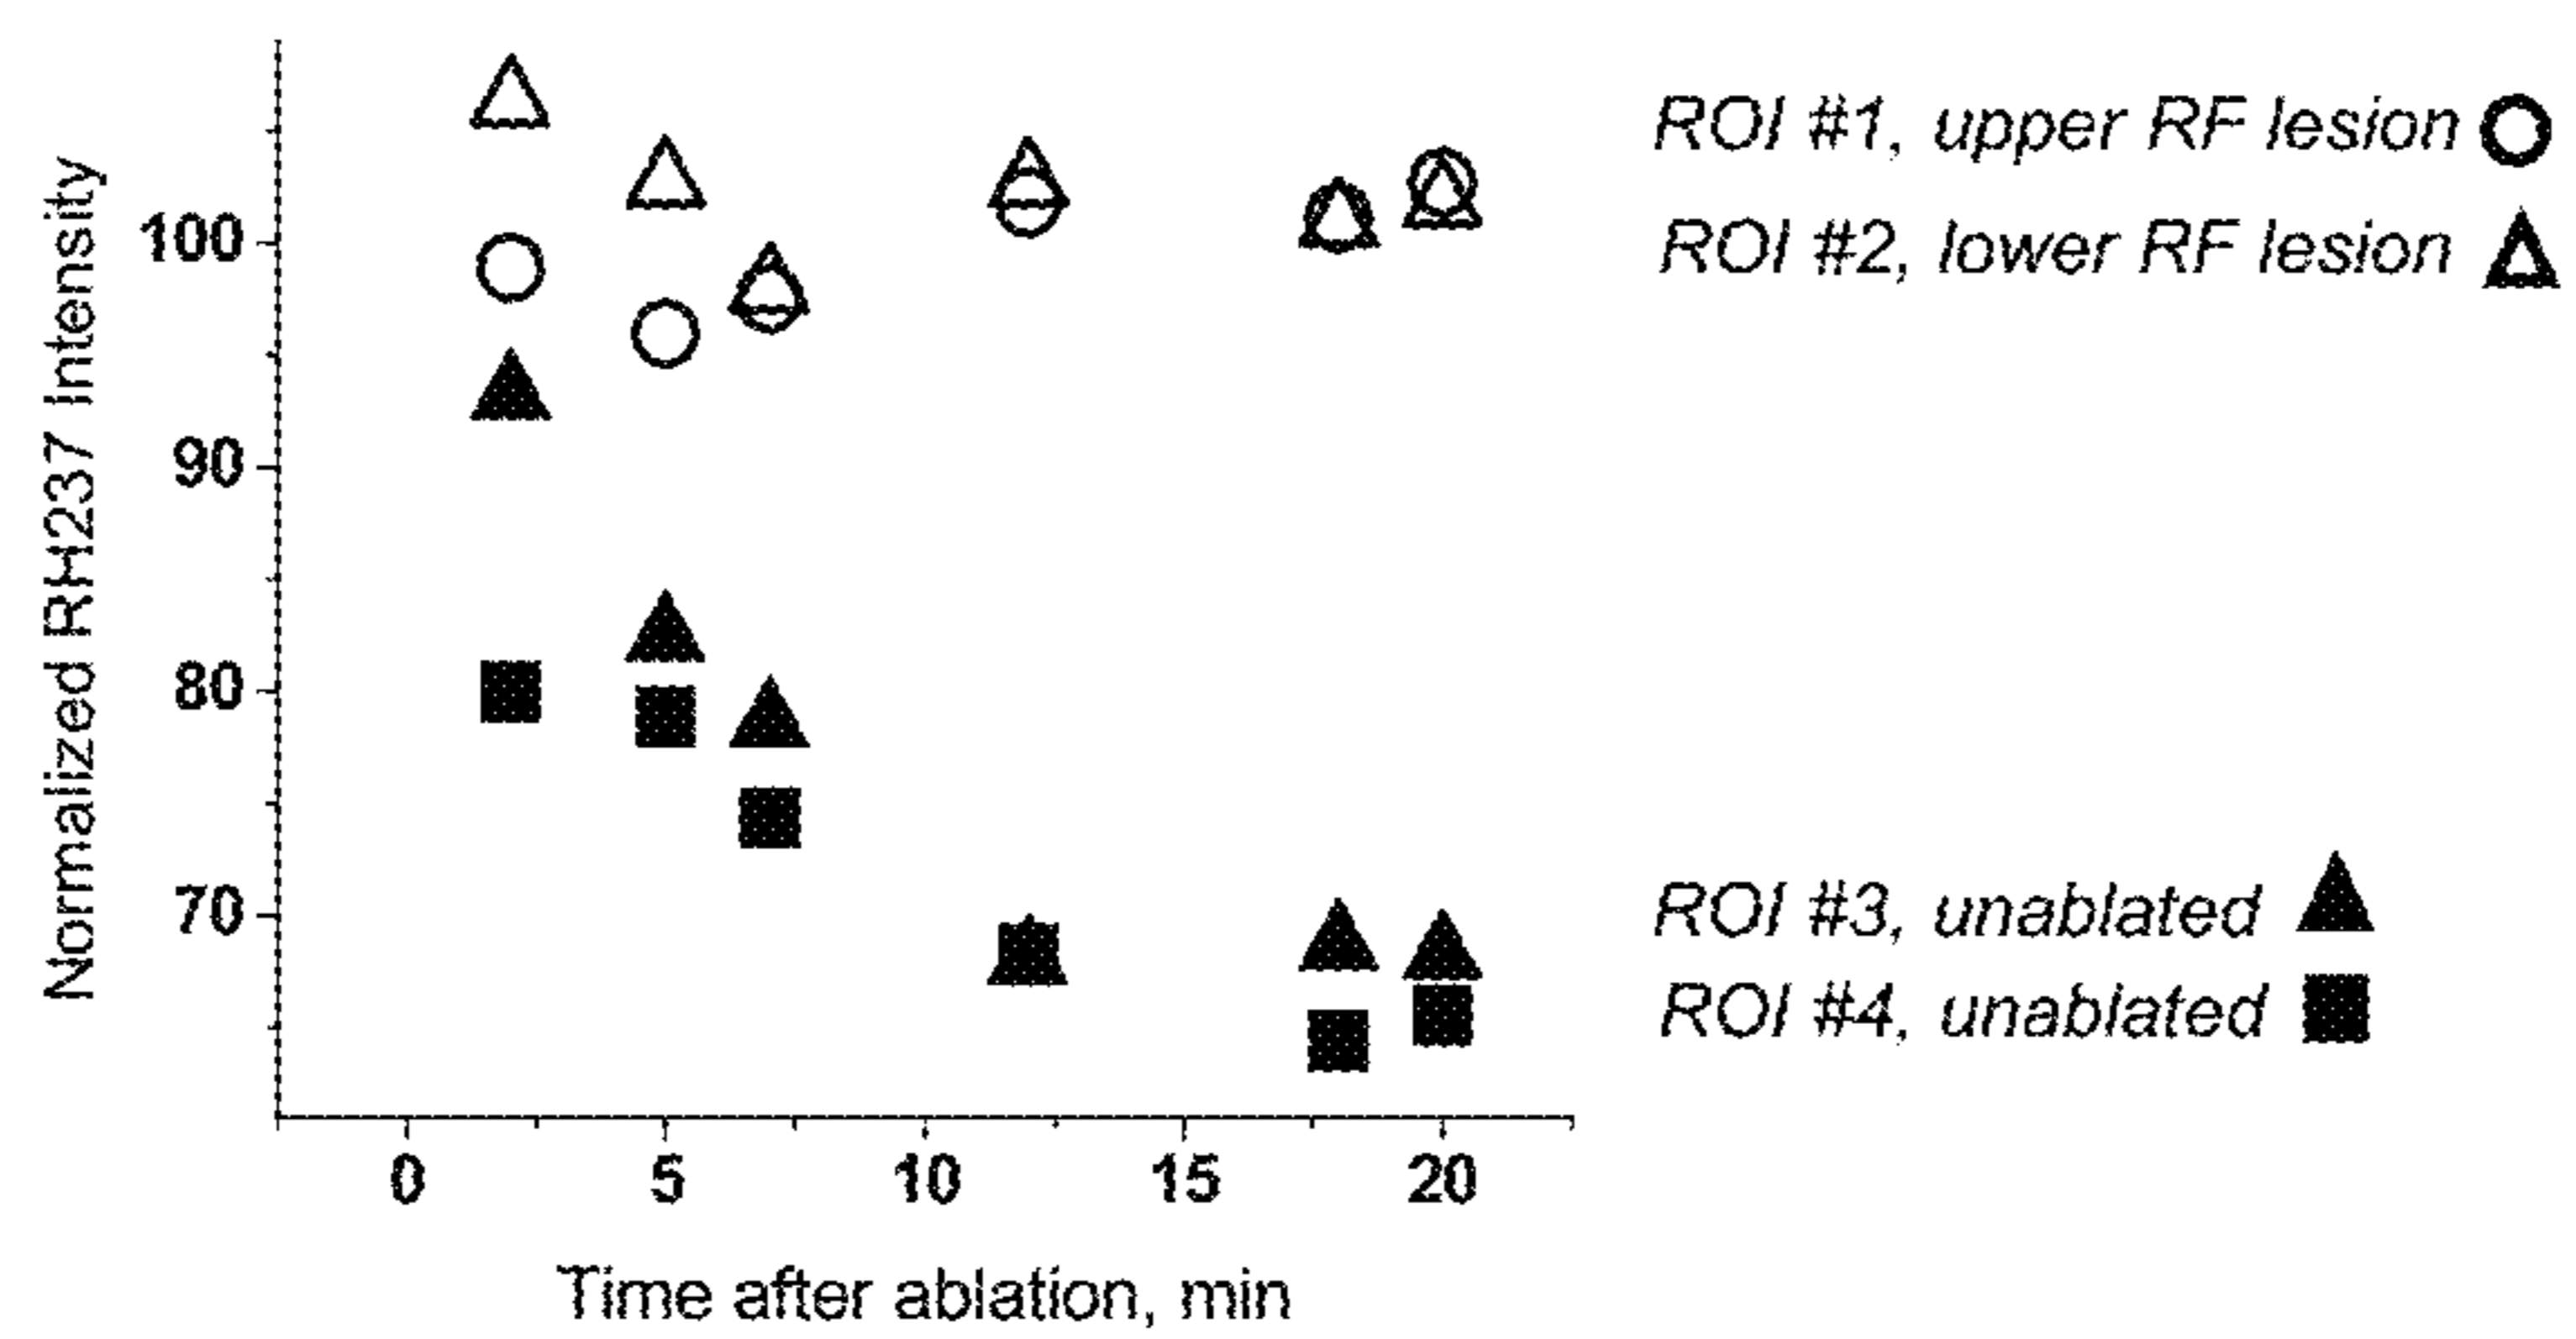 Normalized RH237 Intensity
100
90
80
70
0 5 10 15 20
Time after ablation, min
ROI #1, upper RF lesion
ROI #2, lower RF lesion
ROI #3, unablated
ROI #4, unablated